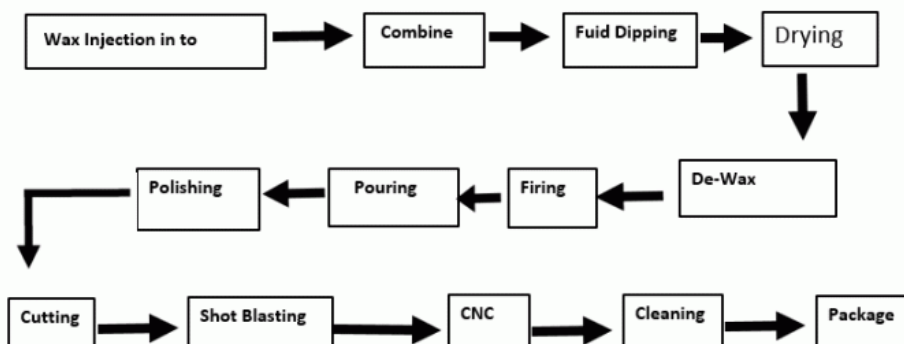 Wax Injection in to
Combine
Fuid Dipping
Drying
De-Wax
Firing
Pouring
Polishing
Cutting
Shot Blasting
CNC
Cleaning
Package